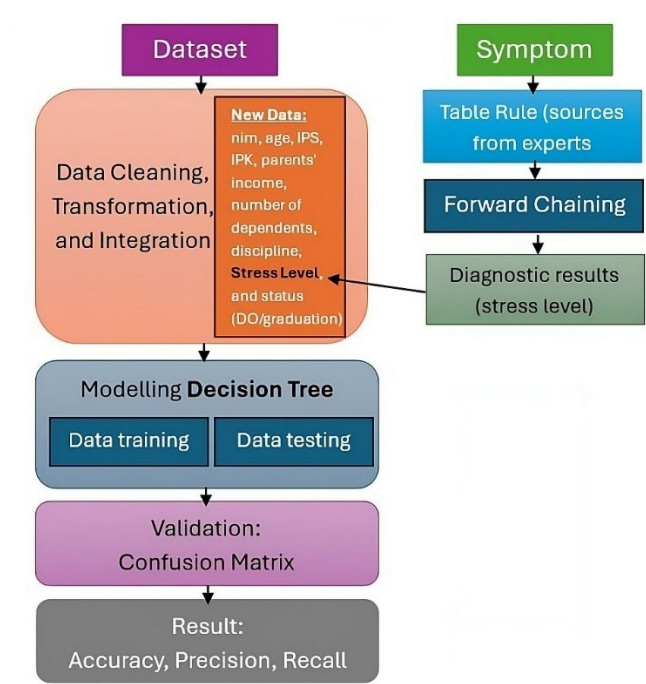 Dataset
Data Cleaning,
Transformation,
and Integration
New Data:
nim, age, IPS,
IPK, parents'
income,
number of
dependents,
discipline,
Stress Level,
and status
(DO/graduation)
Modelling Decision Tree
Data training
Data testing
Validation:
Confusion Matrix
Result:
Accuracy, Precision, Recall
Symptom
Table Rule (sources
from experts
Forward Chaining
Diagnostic results
(stress level)